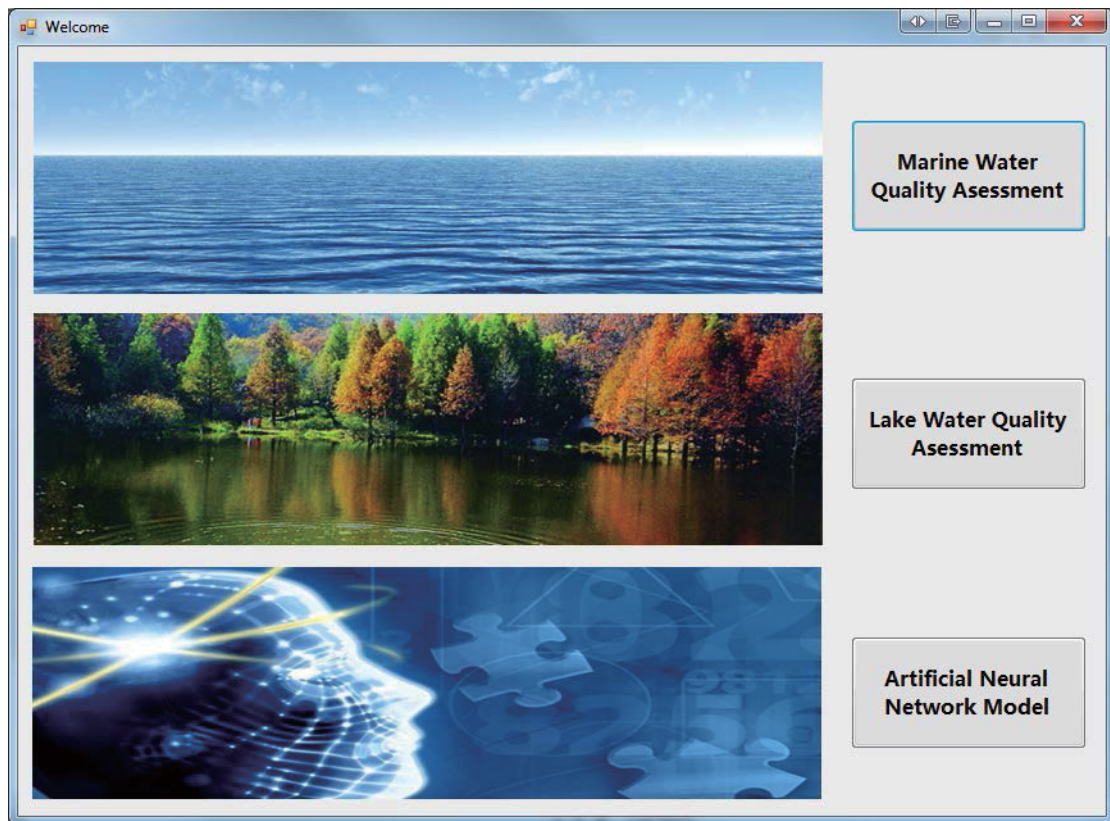 Welcome
Marine Water
Quality Asessment
Lake Water Quality
Asessment
Artificial Neural
Network Model